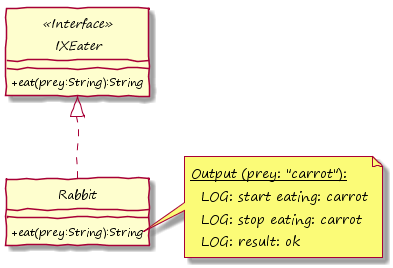 «Interface»
IXEater
+eat(prey:String):String
Rabbit
+eat(prey:String):String
Output (prey: "carrot"):
LOG: start eating: carrot
LOG: stop eating: carrot
LOG: result: ok